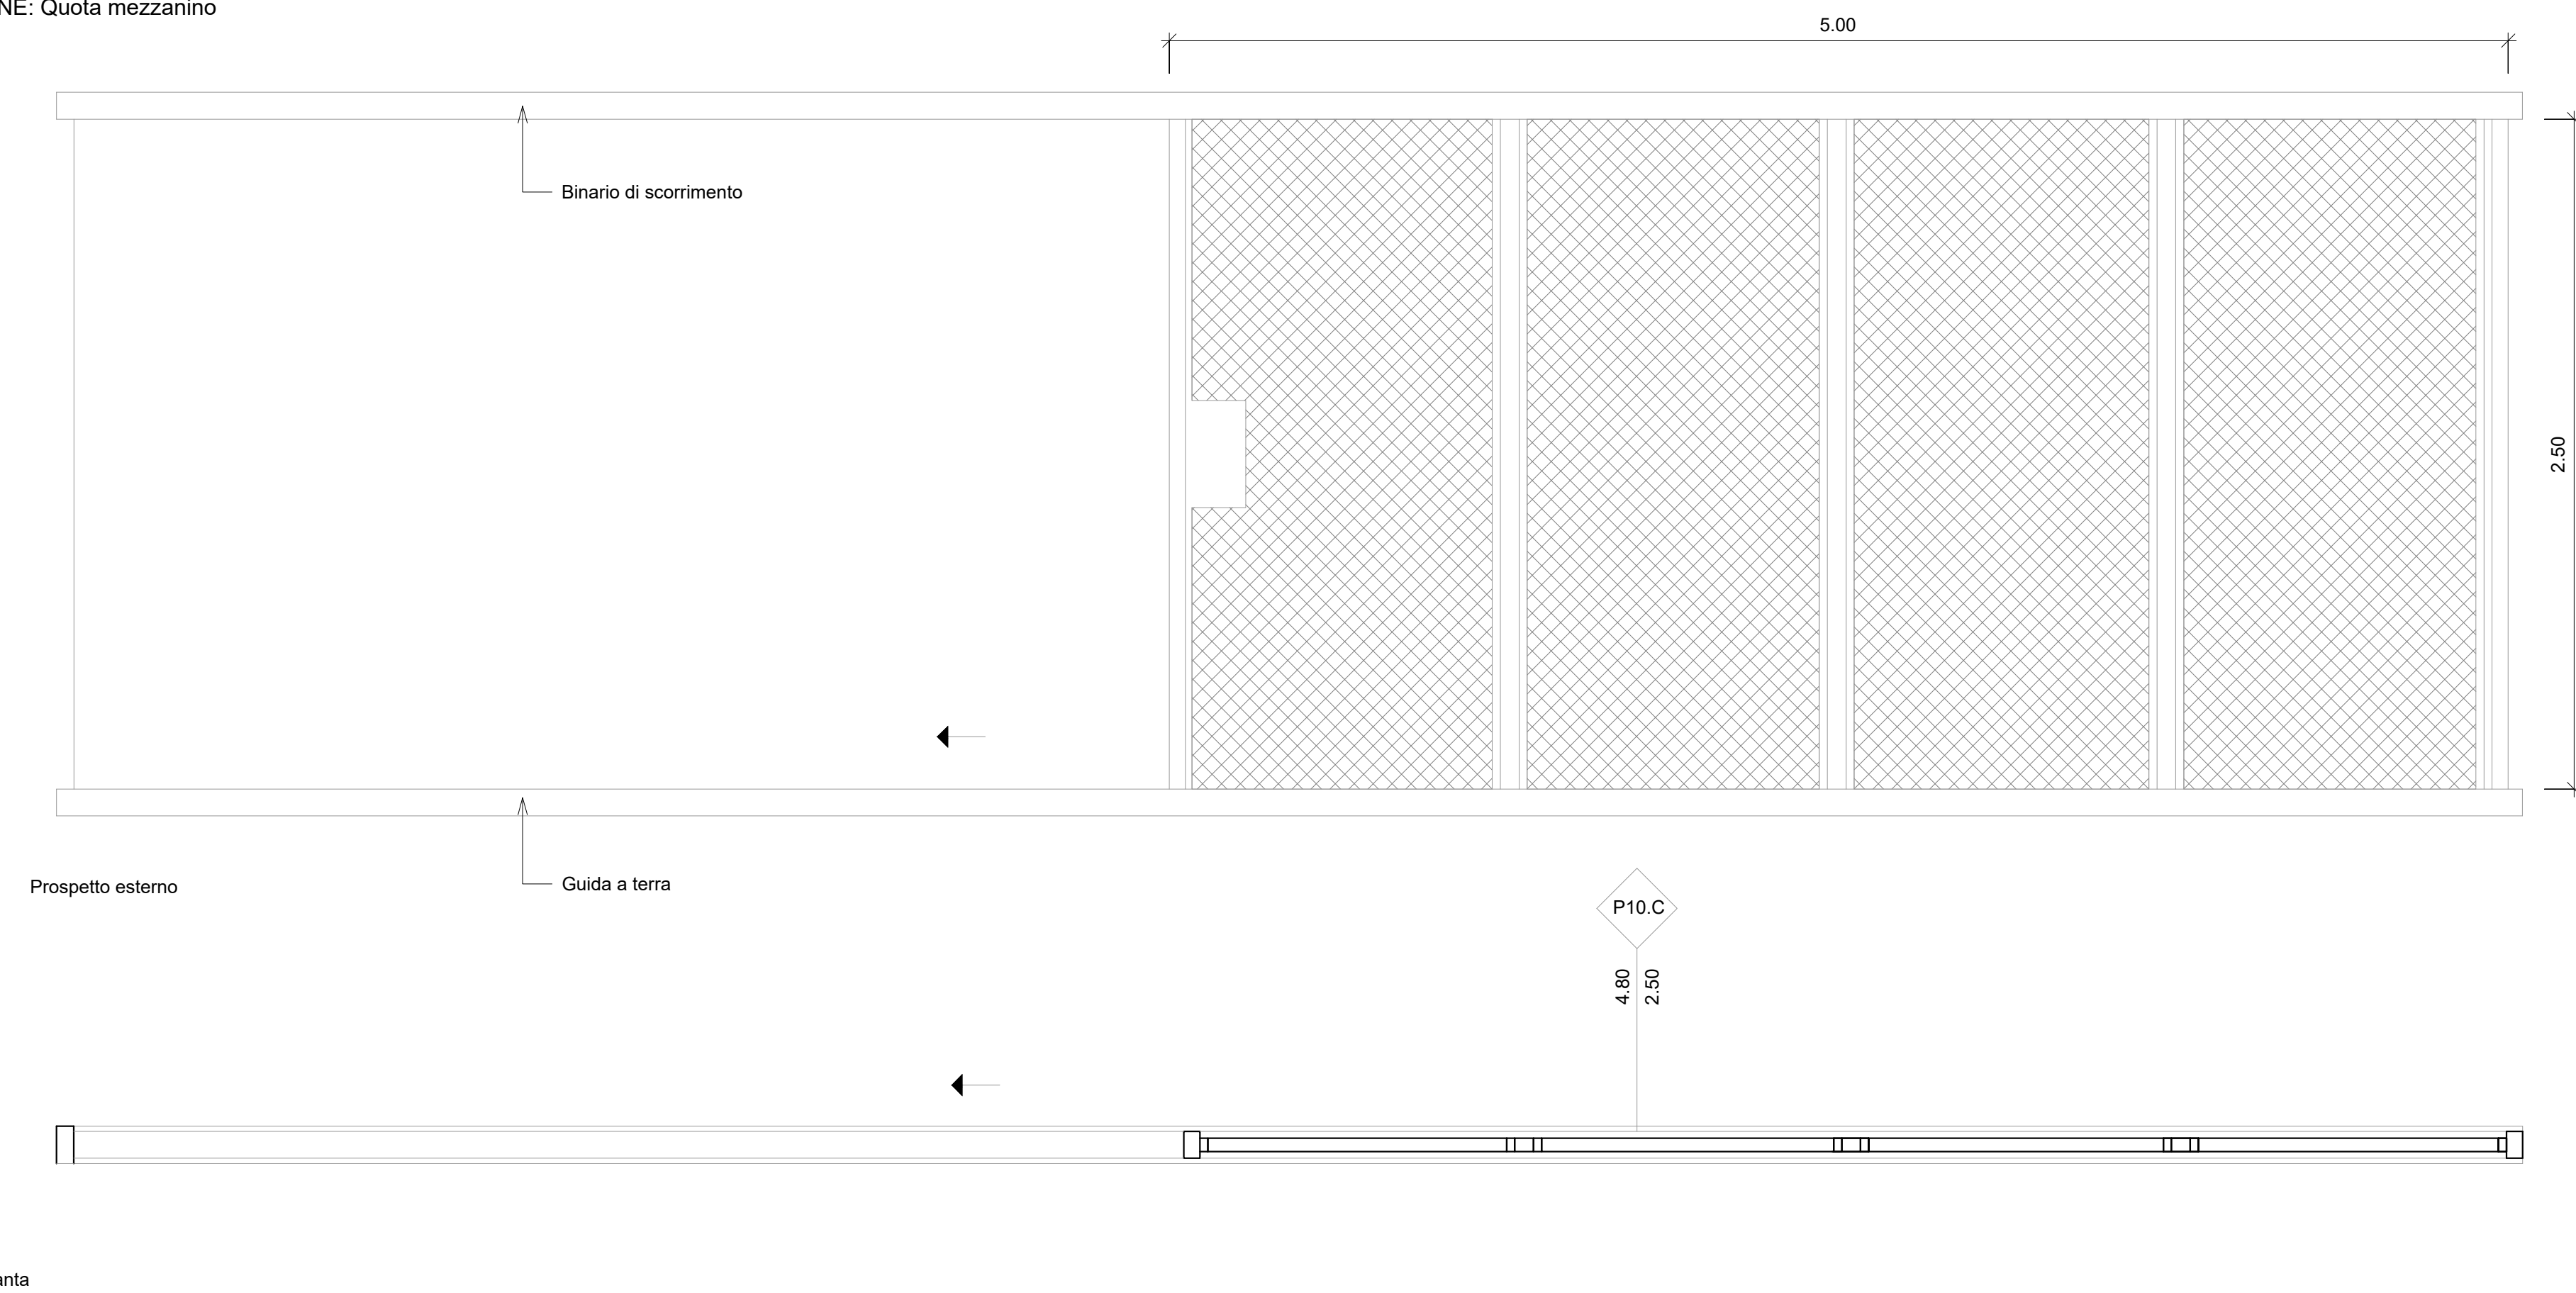 NE: Quota mezzanino
5.00
Binario di scorrimento
2.50
Guida a terra
Prospetto esterno
P10.C
4.80
2.50
anta